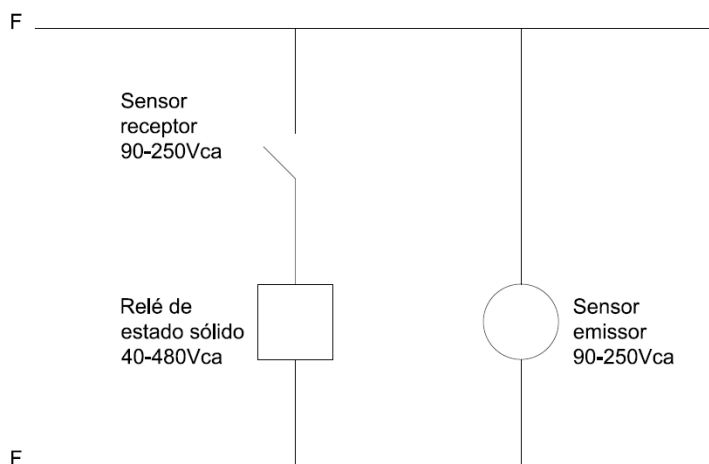 F
Sensor
receptor
90-250Vca
Relé de
estado sólido
40-480Vca
Sensor
emissor
90-250Vca
F